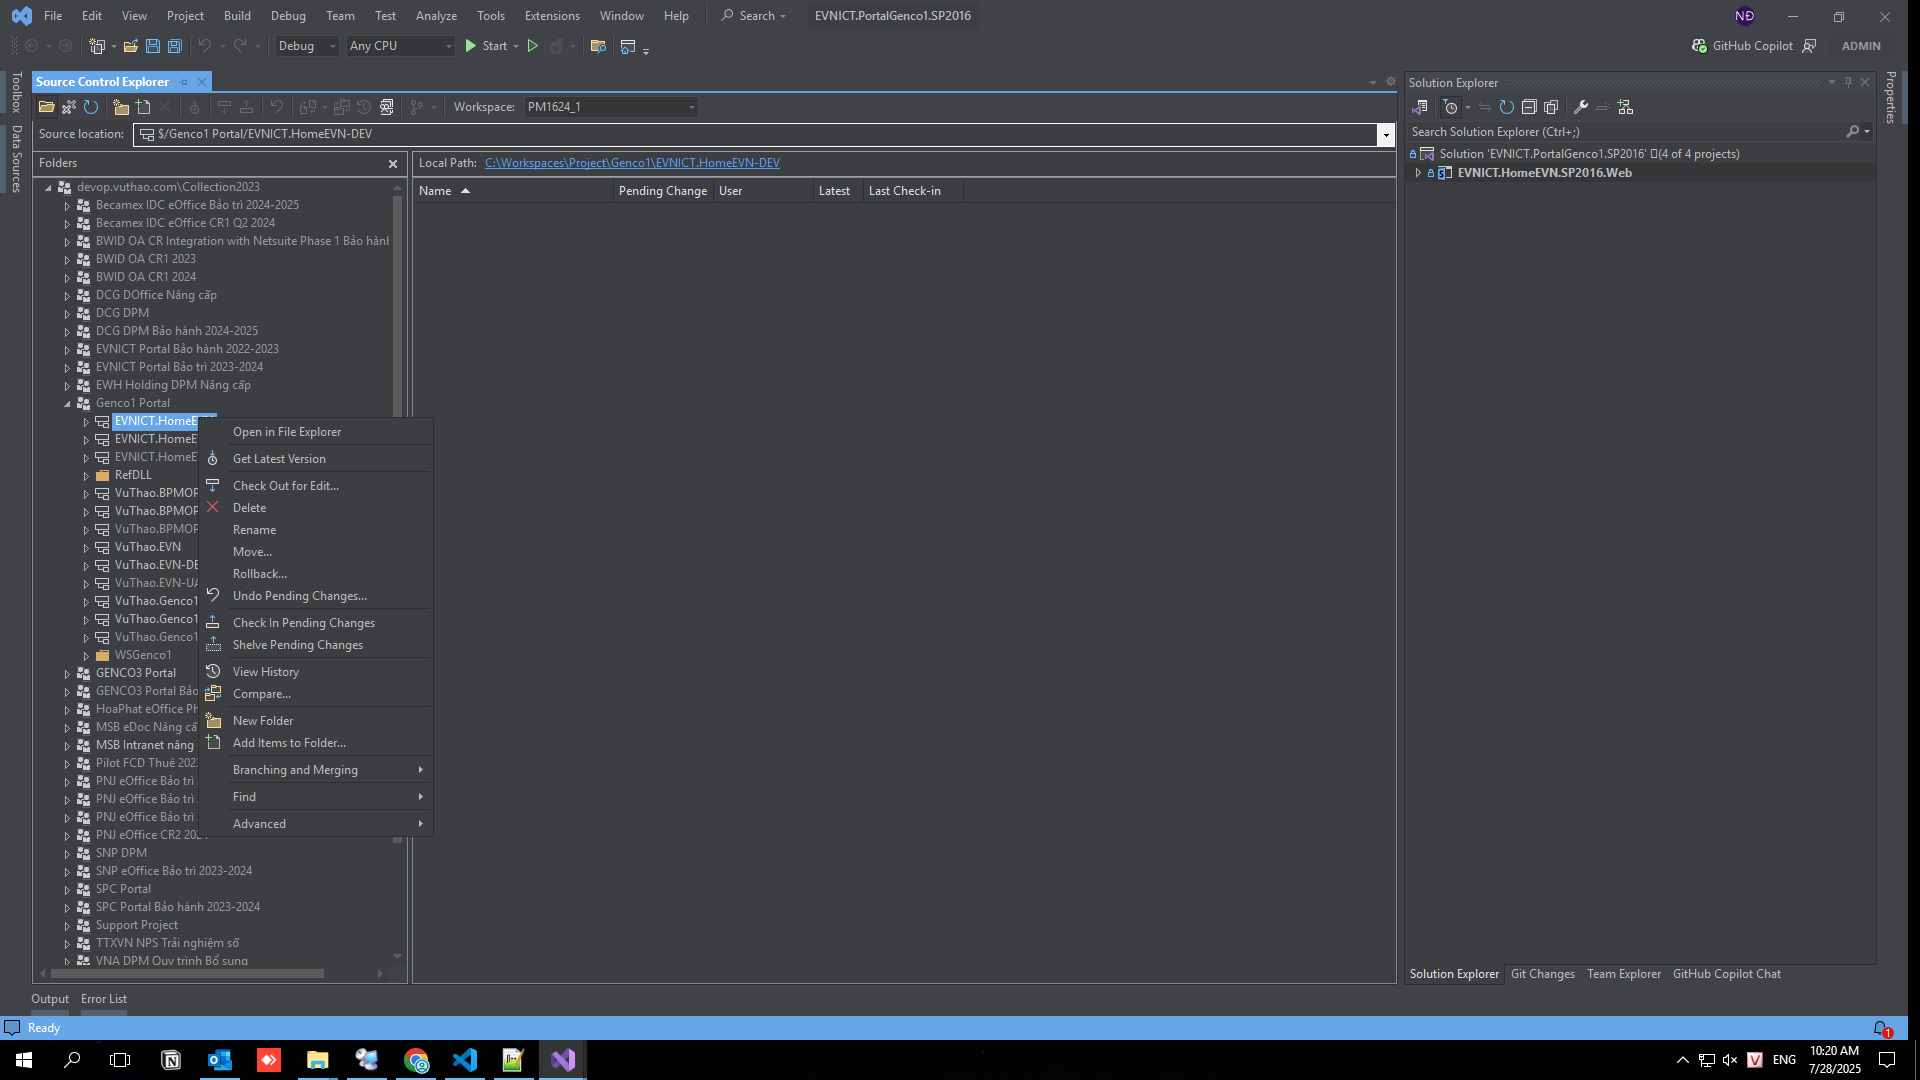 File Edit View Project Build Debug Team Test Analyze Tools Extensions Window Help Search EVNICT.PortalGenco1.SP2016 NĐ
Debug Any CPU Start GitHub Copilot ADMIN
Toolbox
Data Sources
Source Control Explorer
Workspace: PM1624_1
Source location: $/Genco1 Portal/EVNICT.HomeEVN-DEV
Folders
devop.vuthao.com\Collection2023
Becamex IDC eOffice Bảo trì 2024-2025
Becamex IDC eOffice CR1 Q2 2024
BWID OA CR Integration with Netsuite Phase 1 Bảo hành
BWID OA CR1 2023
BWID OA CR1 2024
DCG DOffice Nâng cấp
DCG DPM
DCG DPM Bảo hành 2024-2025
EVNICT Portal Bảo hành 2022-2023
EVNICT Portal Bảo trì 2023-2024
EWH Holding DPM Nâng cấp
Genco1 Portal
EVNICT.HomeE
EVNICT.HomeE
EVNICT.HomeE
RefDLL
VuThao.BPMOP
VuThao.BPMOP
VuThao.BPMOP
VuThao.EVN
VuThao.EVN-DE
VuThao.EVN-UA
VuThao.Genco1
VuThao.Genco1
VuThao.Genco1
WSGenco1
GENCO3 Portal
GENCO3 Portal Bảo
HoaPhat eOffice Ph
MSB eDoc Nâng cấ
MSB Intranet nâng
Pilot FCD Thuê 202
PNJ eOffice Bảo trì
PNJ eOffice Bảo trì
PNJ eOffice Bảo trì
PNJ eOffice CR2 202
SNP DPM
SNP eOffice Bảo trì 2023-2024
SPC Portal
SPC Portal Bảo hành 2023-2024
Support Project
TTXVN NPS Trải nghiệm số
VNA DPM Quy trình Bổ sung
Open in File Explorer
Get Latest Version
Check Out for Edit...
Delete
Rename
Move...
Rollback...
Undo Pending Changes...
Check In Pending Changes
Shelve Pending Changes
View History
Compare...
New Folder
Add Items to Folder...
Branching and Merging
Find
Advanced
Local Path: C:\Workspaces\Project\Genco1\EVNICT.HomeEVN-DEV
Name Pending Change User Latest Last Check-in
Solution Explorer
Search Solution Explorer (Ctrl+;)
Solution 'EVNICT.PortalGenco1.SP2016' (4 of 4 projects)
EVNICT.HomeEVN.SP2016.Web
Properties
Solution Explorer Git Changes Team Explorer GitHub Copilot Chat
Output Error List
Ready
1
V ENG 10:20 AM
7/28/2025